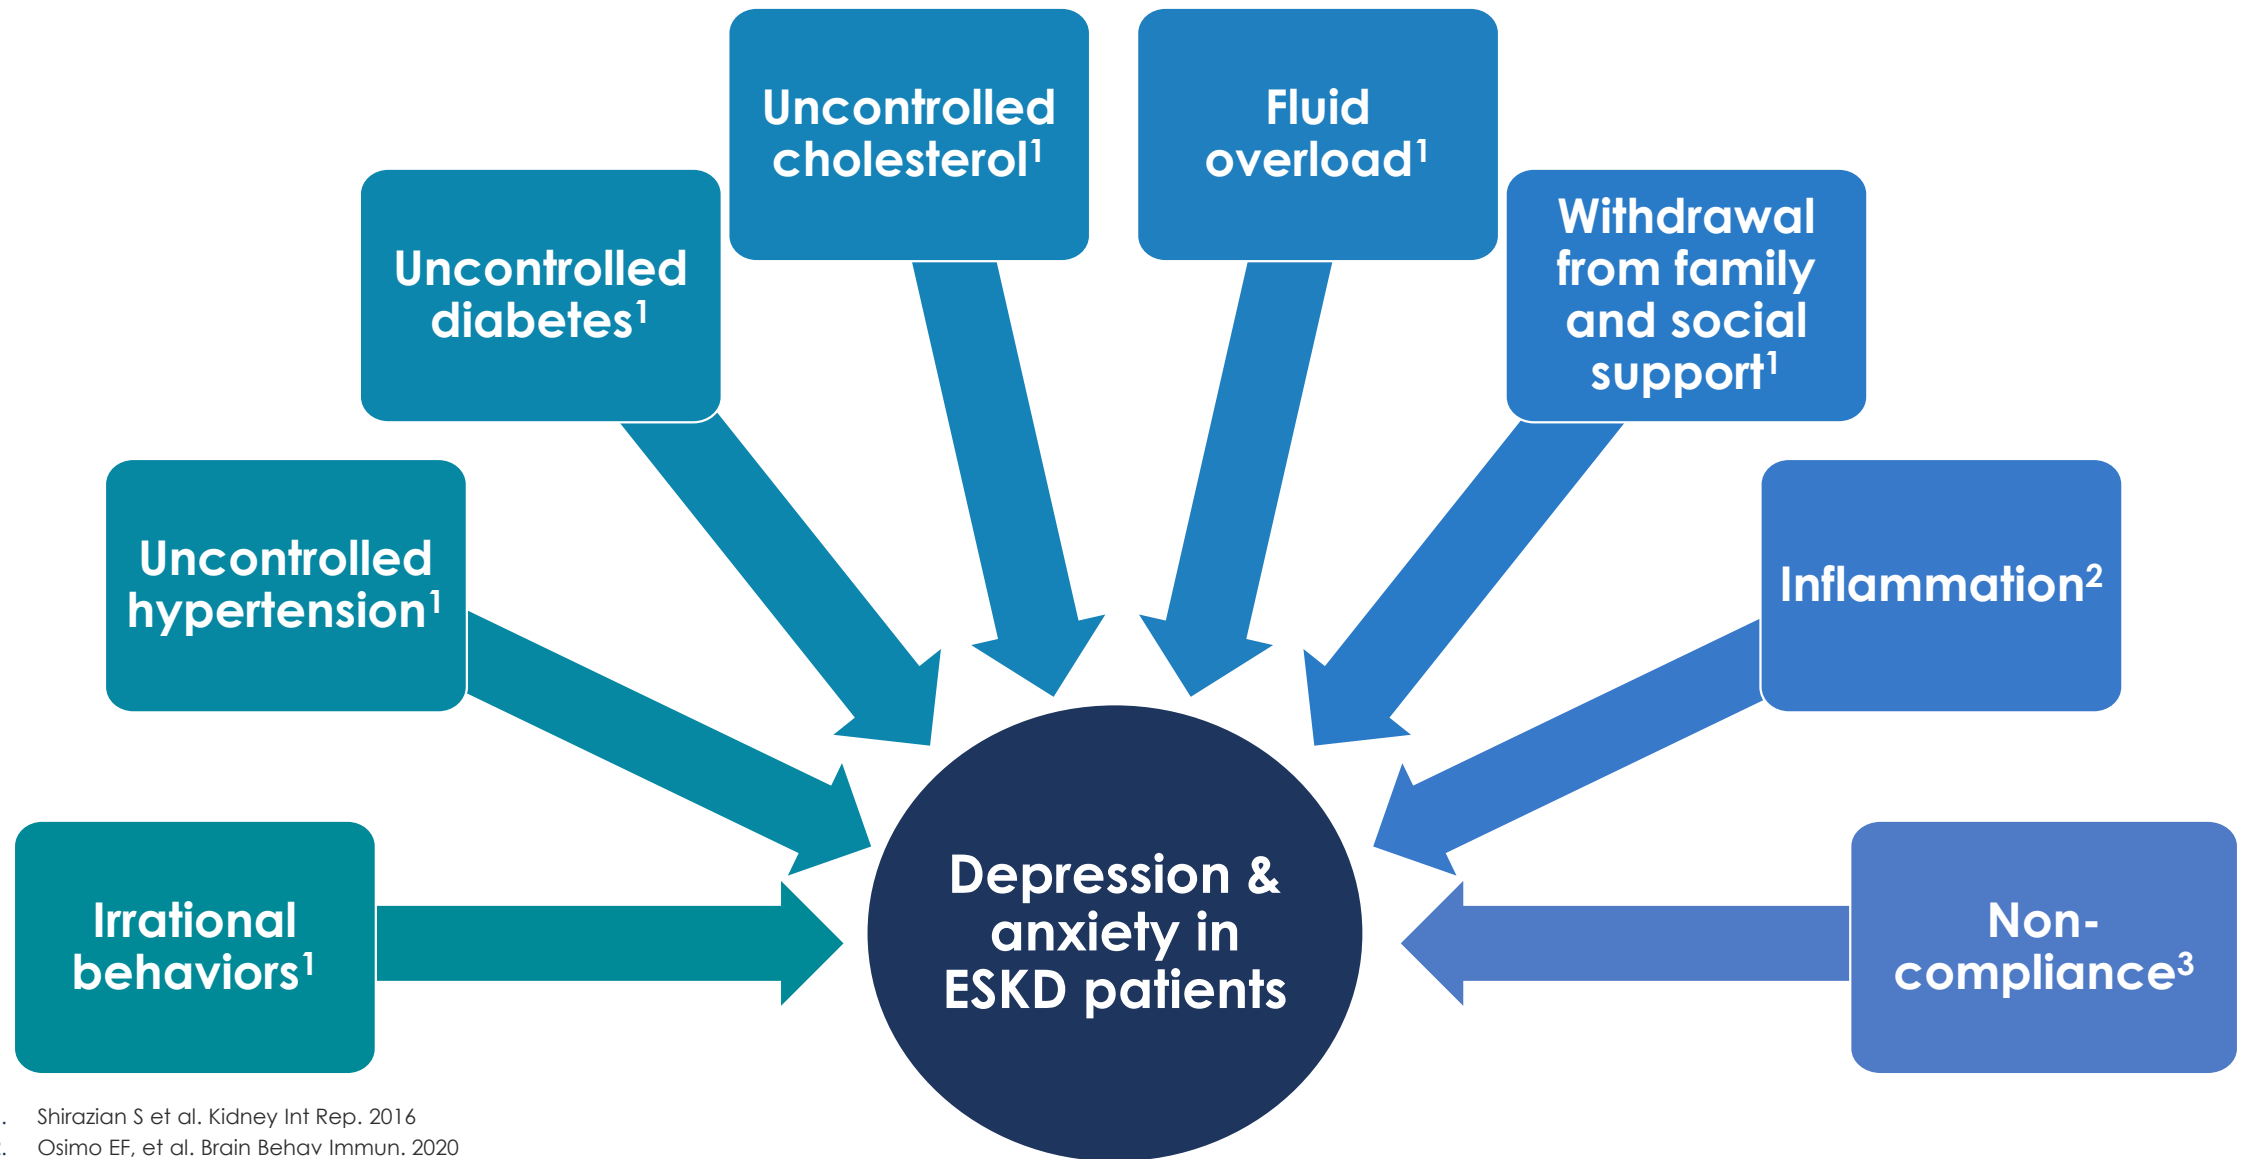 Uncontrolled
cholesterol¹
Fluid
overload¹
Uncontrolled
diabetes¹
Withdrawal
from family
and social
support¹
Uncontrolled
hypertension¹
Inflammation²
Irrational
behaviors¹
Depression &
anxiety in
ESKD patients
Non-
compliance³
. Shirazian S et al. Kidney Int Rep. 2016
. Osimo EF, et al. Brain Behav Immun. 2020